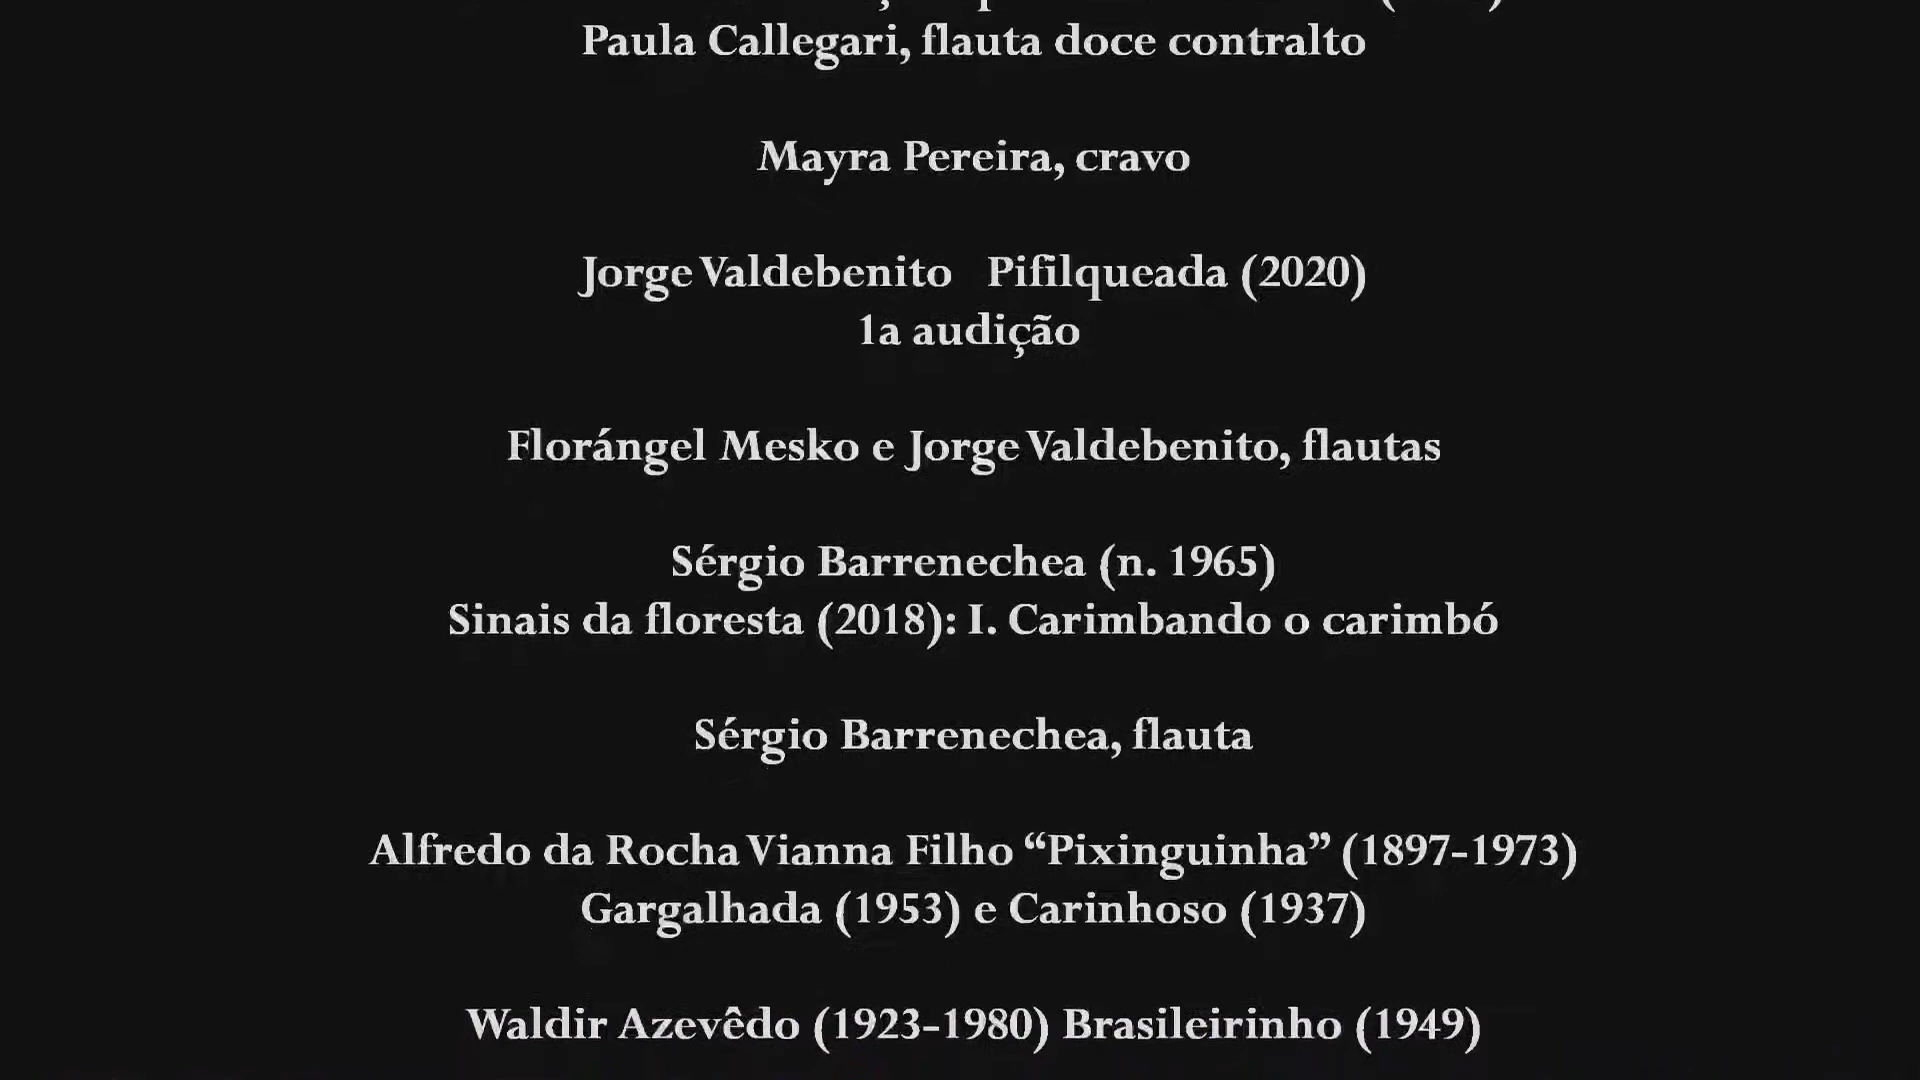 Paula Callegari, flauta doce contralto
Mayra Pereira, cravo
Jorge Valdebenito Pifilqueada (2020)
1a audição
Florángel Mesko e Jorge Valdebenito, flautas
Sérgio Barrenechea (n. 1965)
Sinais da floresta (2018): I. Carimbando o carimbó
Sérgio Barrenechea, flauta
Alfredo da Rocha Vianna Filho “Pixinguinha” (1897-1973)
Gargalhada (1953) e Carinhoso (1937)
Waldir Azevêdo (1923-1980) Brasileirinho (1949)